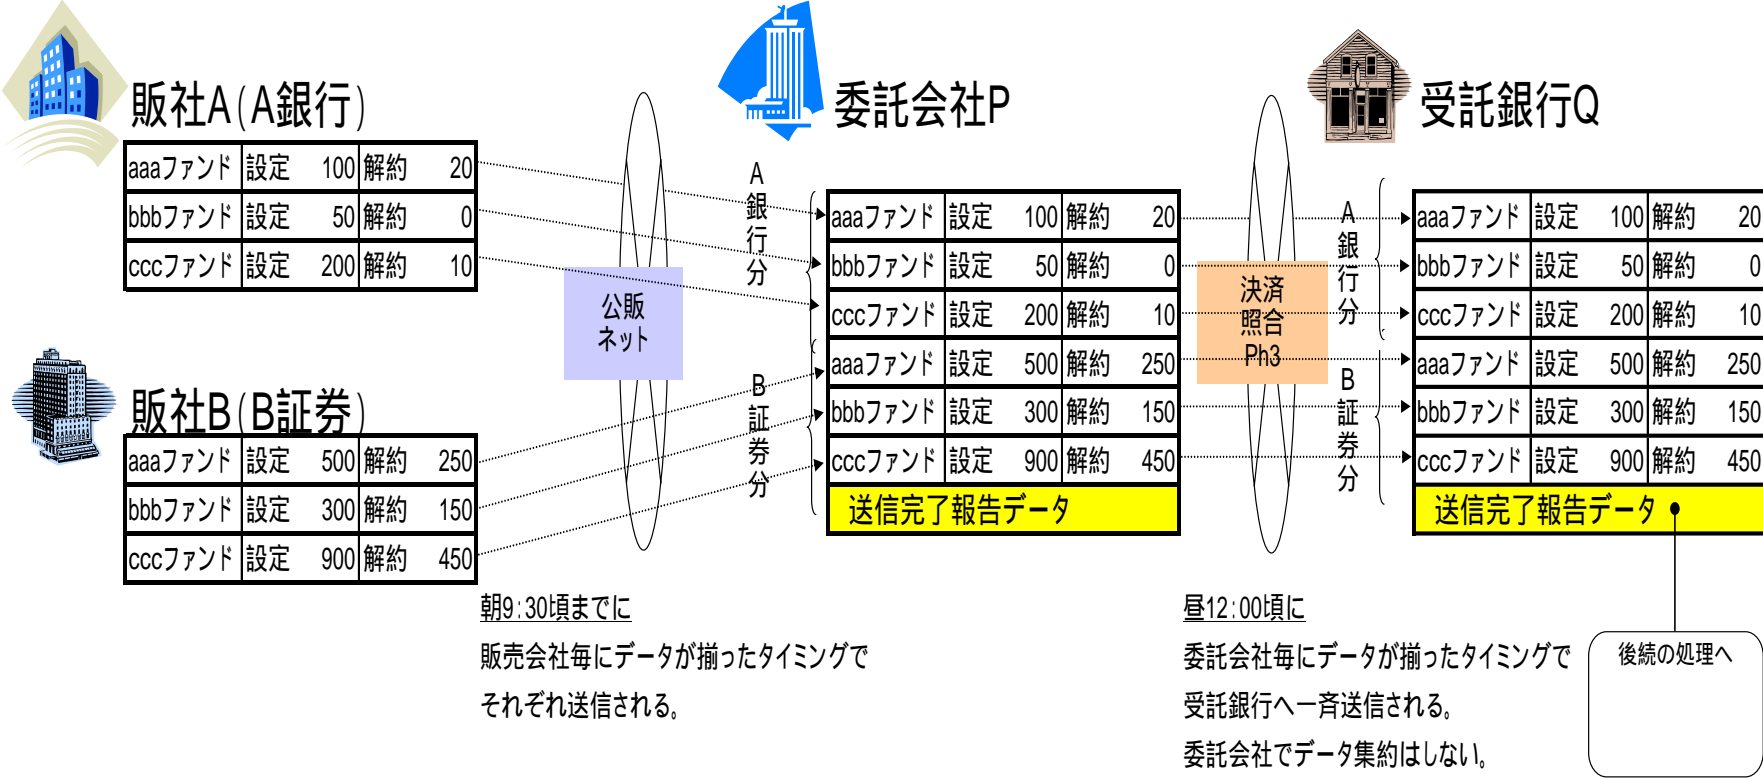 販社A(A銀行)
aaaファンド 設定 100 解約 20
bbbファンド 設定 50 解約 0
cccファンド 設定 200 解約 10
販社B(B証券)
aaaファンド 設定 500 解約 250
bbbファンド 設定 300 解約 150
cccファンド 設定 900 解約 450
公販
ネット
朝9:30頃までに
販売会社毎にデータが揃ったタイミングで
それぞれ送信される。
委託会社P
A銀行分
B証券分
aaaファンド 設定 100 解約 20
bbbファンド 設定 50 解約 0
cccファンド 設定 200 解約 10
aaaファンド 設定 500 解約 250
bbbファンド 設定 300 解約 150
cccファンド 設定 900 解約 450
送信完了報告データ
決済
照合
Ph3
昼12:00頃に
委託会社毎にデータが揃ったタイミングで
受託銀行へ一斉送信される。
委託会社でデータ集約はしない。
受託銀行Q
A銀行分
B証券分
aaaファンド 設定 100 解約 20
bbbファンド 設定 50 解約 0
cccファンド 設定 200 解約 10
aaaファンド 設定 500 解約 250
bbbファンド 設定 300 解約 150
cccファンド 設定 900 解約 450
送信完了報告データ
後続の処理へ